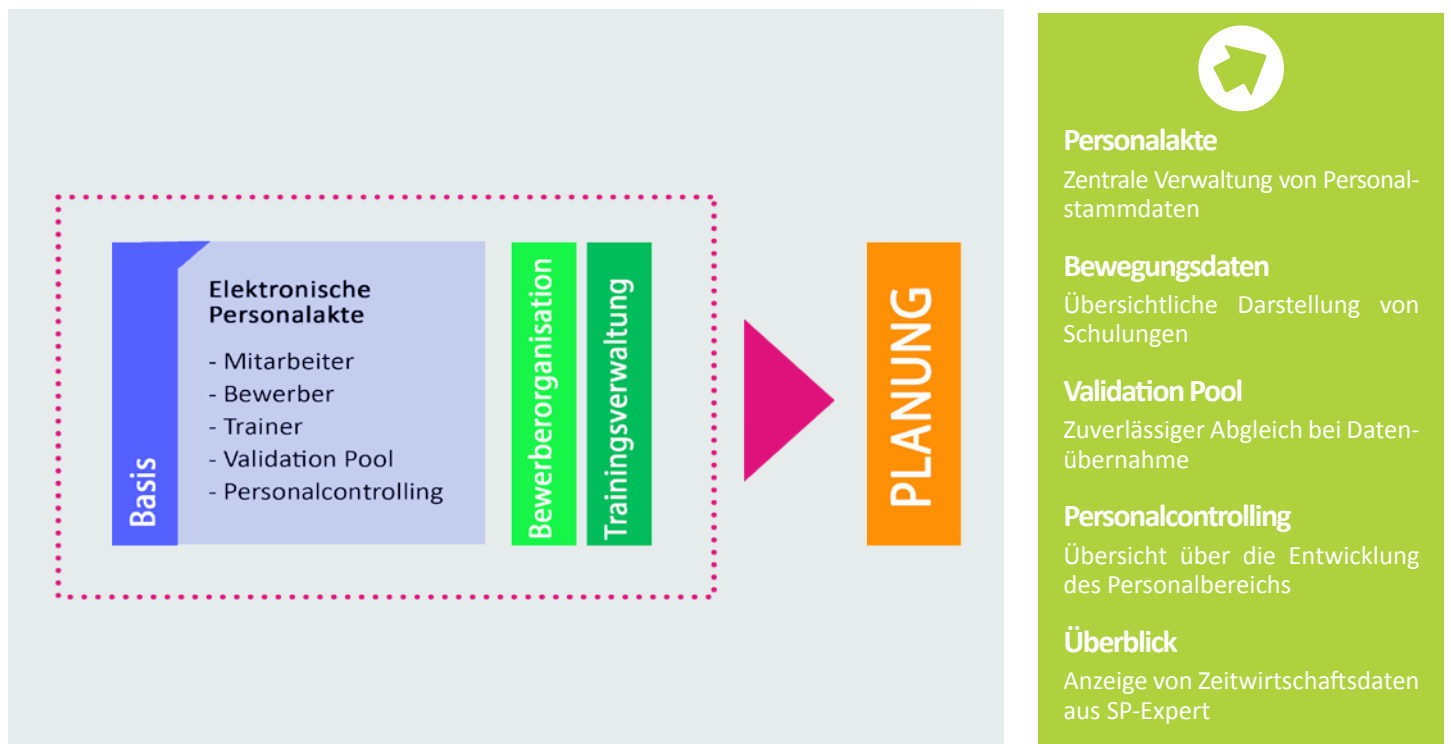 Basis
Elektronische
Personalakte
- Mitarbeiter
- Bewerber
- Trainer
- Validation Pool
- Personalcontrolling
Bewerberorganisation
Trainingsverwaltung
PLANUNG
Personalakte
Zentrale Verwaltung von Personal-
stammdaten
Bewegungsdaten
Übersichtliche Darstellung von
Schulungen
Validation Pool
Zuverlässiger Abgleich bei Daten-
übernahme
Personalcontrolling
Übersicht über die Entwicklung
des Personalbereichs
Überblick
Anzeige von Zeitwirtschaftsdaten
aus SP-Expert